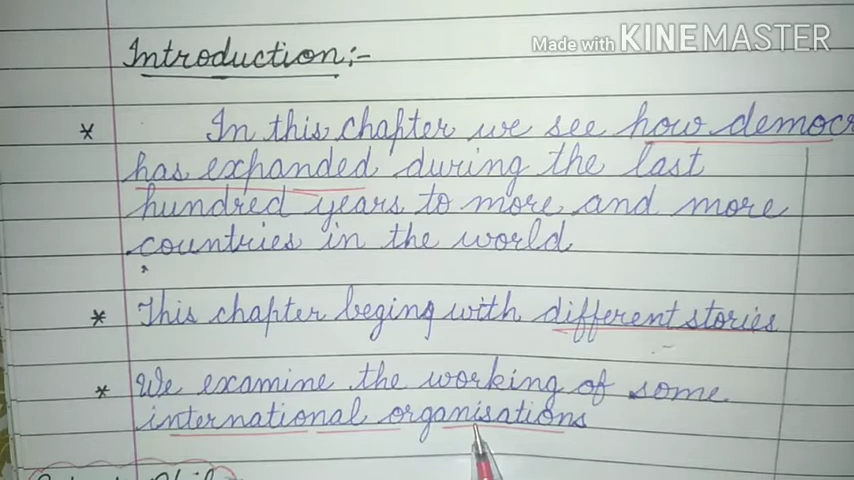 Made with KINEMASTER
Introduction:-
* In this chapter we see how democr
has expanded during the last
hundred years to more and more
countries in the world
* This chapter beging with different stories
* We examine the working of some
international organisations